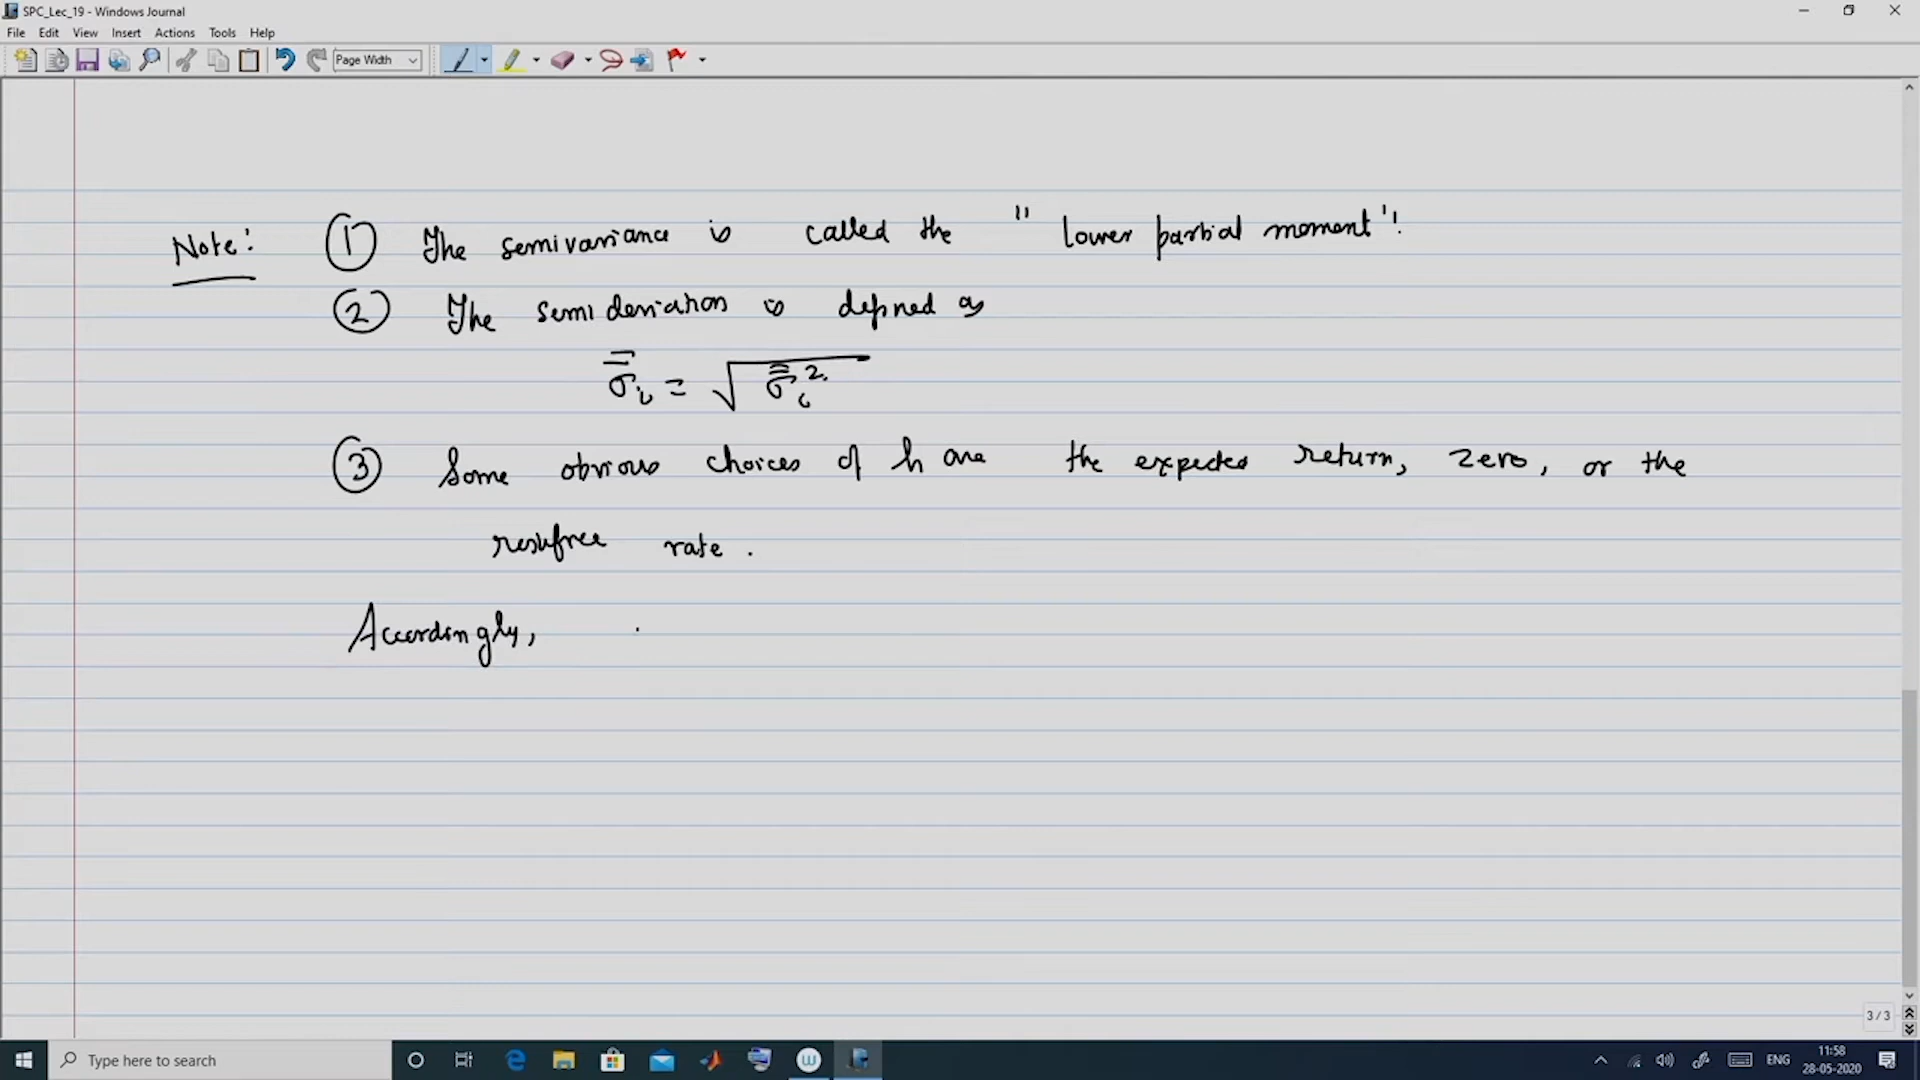 SPC_Lec_19 - Windows Journal
File Edit View Insert Actions Tools Help
Page Width
Note: ① The semivariance is called the "lower partial moment".
② The semideviation is defined as
σ̿ᵢ = √σ̿ᵢ²
③ Some obvious choices of h are the expected return, zero, or the
riskfree rate.
Accordingly,
3 / 3
Type here to search
ENG
11:58
28-05-2020